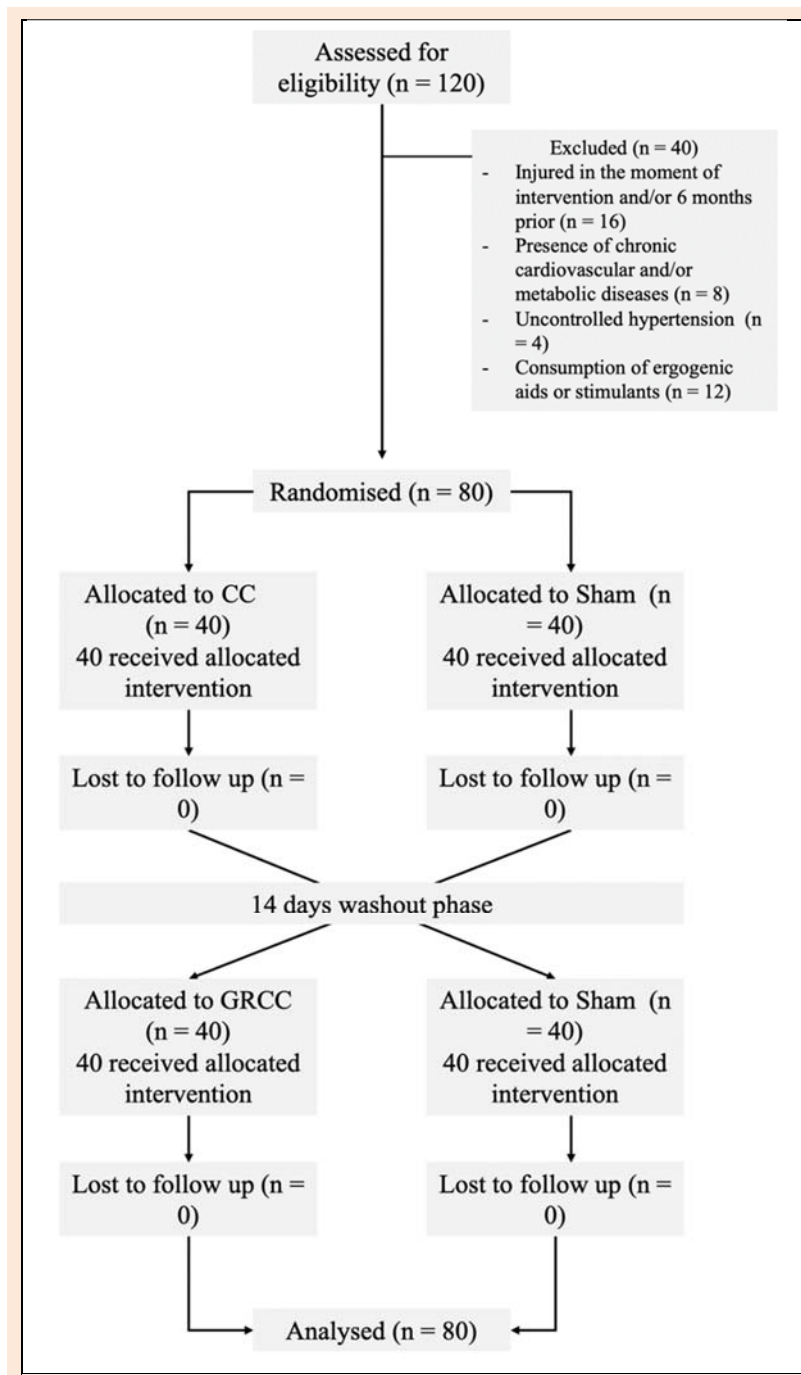 Assessed for
eligibility (n = 120)
Excluded (n = 40)
- Injured in the moment of
intervention and/or 6 months
prior (n = 16)
- Presence of chronic
cardiovascular and/or
metabolic diseases (n = 8)
- Uncontrolled hypertension (n
= 4)
- Consumption of ergogenic
aids or stimulants (n = 12)
Randomised (n = 80)
Allocated to CC
(n = 40)
40 received allocated
intervention
Allocated to Sham (n
= 40)
40 received allocated
intervention
Lost to follow up (n =
0)
Lost to follow up (n =
0)
14 days washout phase
Allocated to GRCC
(n = 40)
40 received allocated
intervention
Allocated to Sham (n
= 40)
40 received allocated
intervention
Lost to follow up (n =
0)
Lost to follow up (n =
0)
Analysed (n = 80)